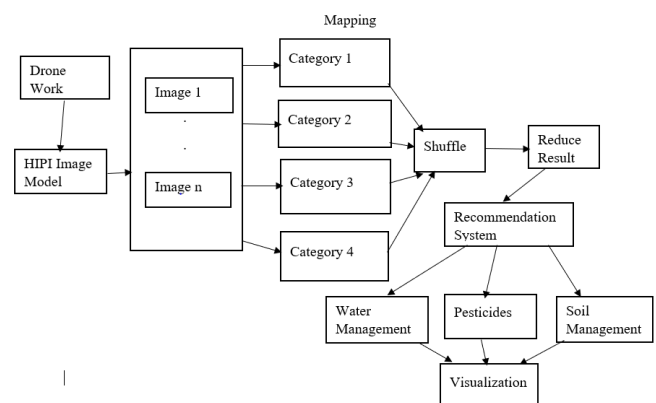 Mapping
Drone
Work
HIPI Image
Model
Image 1
.
.
Image n
Category 1
Category 2
Category 3
Category 4
Shuffle
Reduce
Result
Recommendation
System
Water
Management
Pesticides
Soil
Management
Visualization